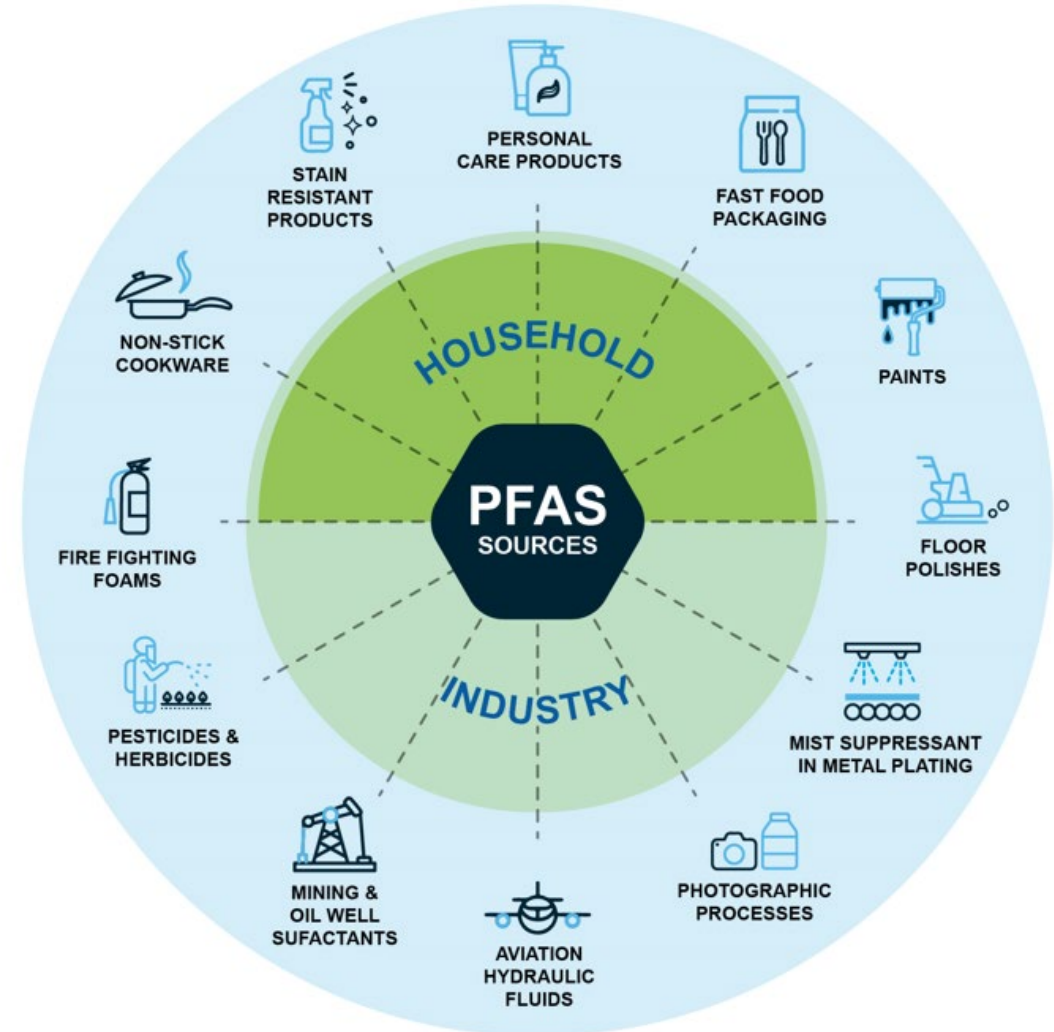 PERSONAL
CARE PRODUCTS
STAIN
RESISTANT
PRODUCTS
FAST FOOD
PACKAGING
NON-STICK
COOKWARE
PAINTS
HOUSEHOLD
PFAS
SOURCES
FIRE FIGHTING
FOAMS
FLOOR
POLISHES
INDUSTRY
PESTICIDES &
HERBICIDES
MIST SUPPRESSANT
IN METAL PLATING
MINING &
OIL WELL
SUFACTANTS
PHOTOGRAPHIC
PROCESSES
AVIATION
HYDRAULIC
FLUIDS